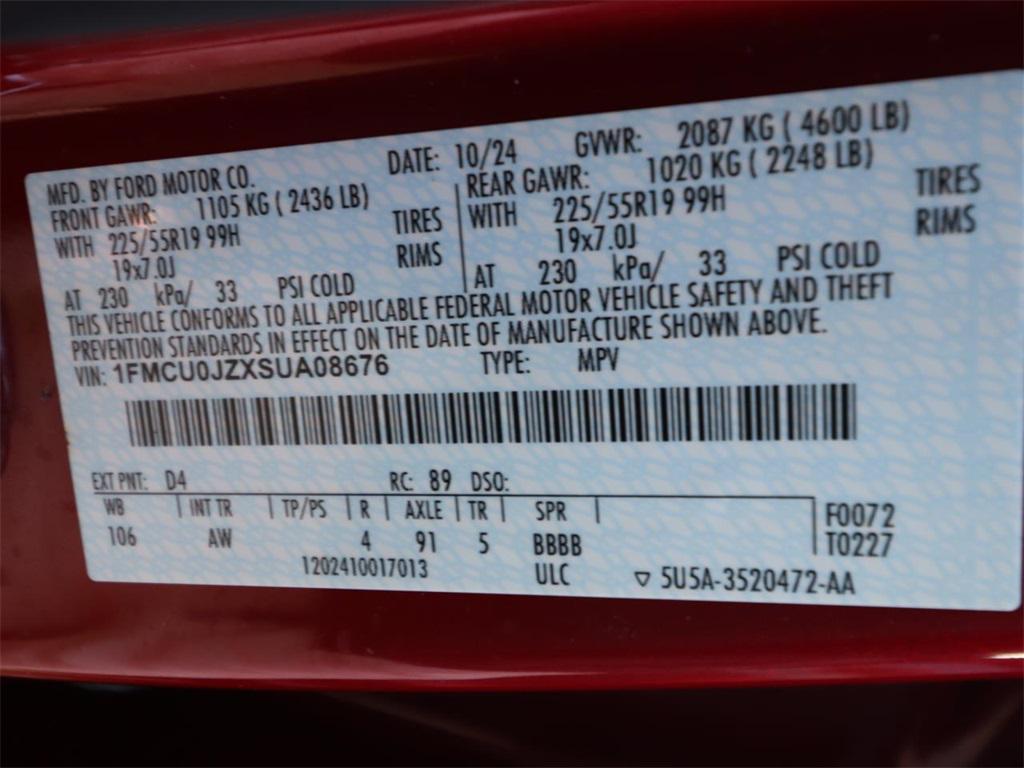 MFD. BY FORD MOTOR CO. DATE: 10/24 GVWR: 2087 KG ( 4600 LB)
FRONT GAWR: 1105 KG ( 2436 LB) REAR GAWR: 1020 KG ( 2248 LB)
WITH 225/55R19 99H TIRES WITH 225/55R19 99H TIRES
19x7.0J RIMS 19x7.0J RIMS
AT 230 kPa/ 33 PSI COLD AT 230 kPa/ 33 PSI COLD
THIS VEHICLE CONFORMS TO ALL APPLICABLE FEDERAL MOTOR VEHICLE SAFETY AND THEFT
PREVENTION STANDARDS IN EFFECT ON THE DATE OF MANUFACTURE SHOWN ABOVE.
VIN: 1FMCU0JZXSUA08676 TYPE: MPV
EXT PNT: D4 RC: 89 DSO:
WB INT TR TP/PS R AXLE TR SPR F0072
106 AW 4 91 5 BBBB T0227
1202410017013 ULC ▽ 5U5A-3520472-AA